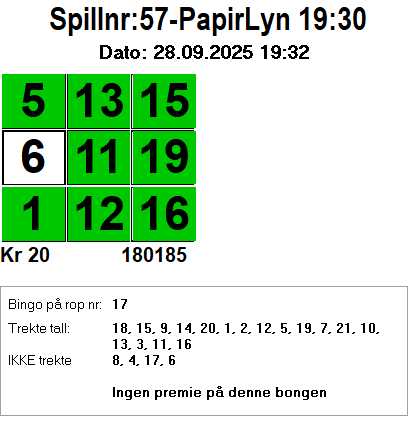 Spillnr:57-PapirLyn 19:30
Dato: 28.09.2025 19:32
5 13 15
6 11 19
1 12 16
Kr 20 180185
Bingo på rop nr: 17
Trekte tall: 18, 15, 9, 14, 20, 1, 2, 12, 5, 19, 7, 21, 10,
13, 3, 11, 16
IKKE trekte 8, 4, 17, 6
Ingen premie på denne bongen